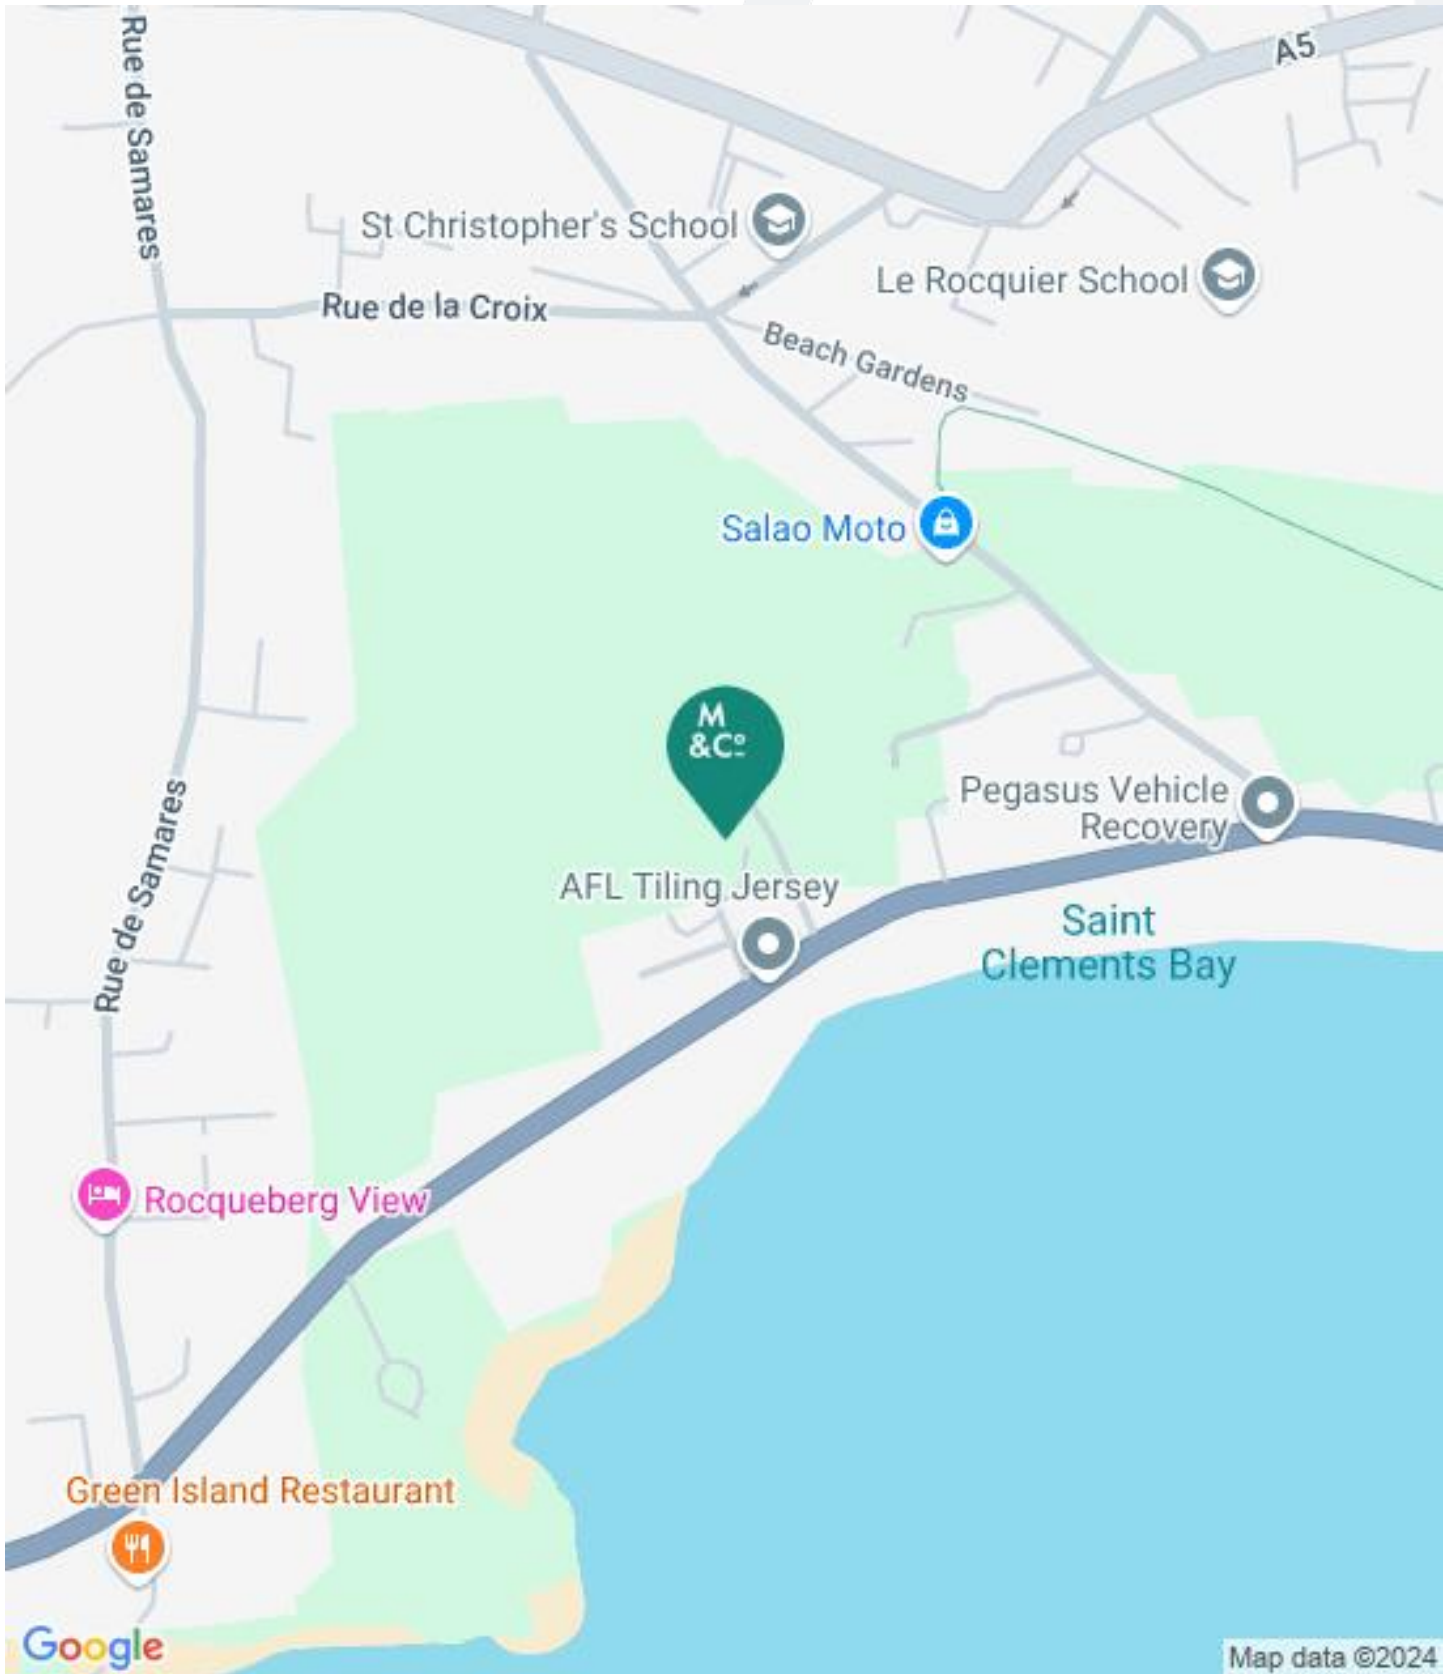 Rue de Samares
A5
St Christopher's School
Le Rocquier School
Rue de la Croix
Beach Gardens
Salao Moto
M
&Cº
Pegasus Vehicle
Recovery
Rue de Samares
AFL Tiling Jersey
Saint
Clements Bay
Rocqueberg View
Green Island Restaurant
Google
Map data ©2024